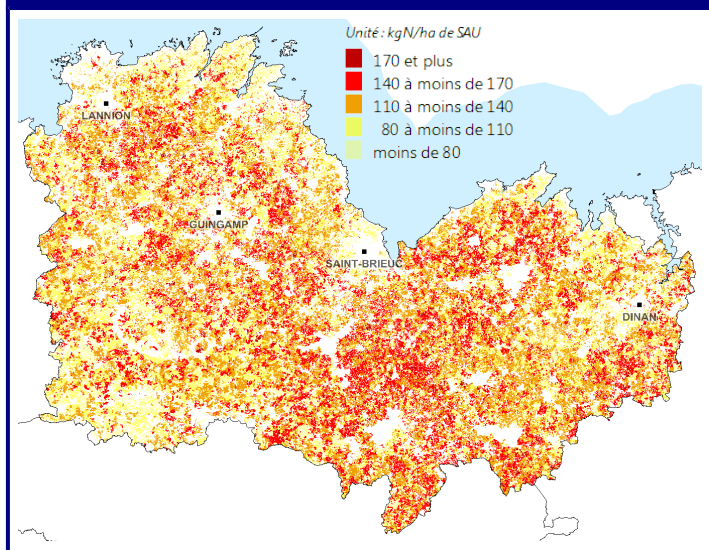 Unité : kgN/ha de SAU
170 et plus
140 à moins de 170
110 à moins de 140
80 à moins de 110
moins de 80
LANNION
GUINGAMP
SAINT-BRIEUC
DINAN